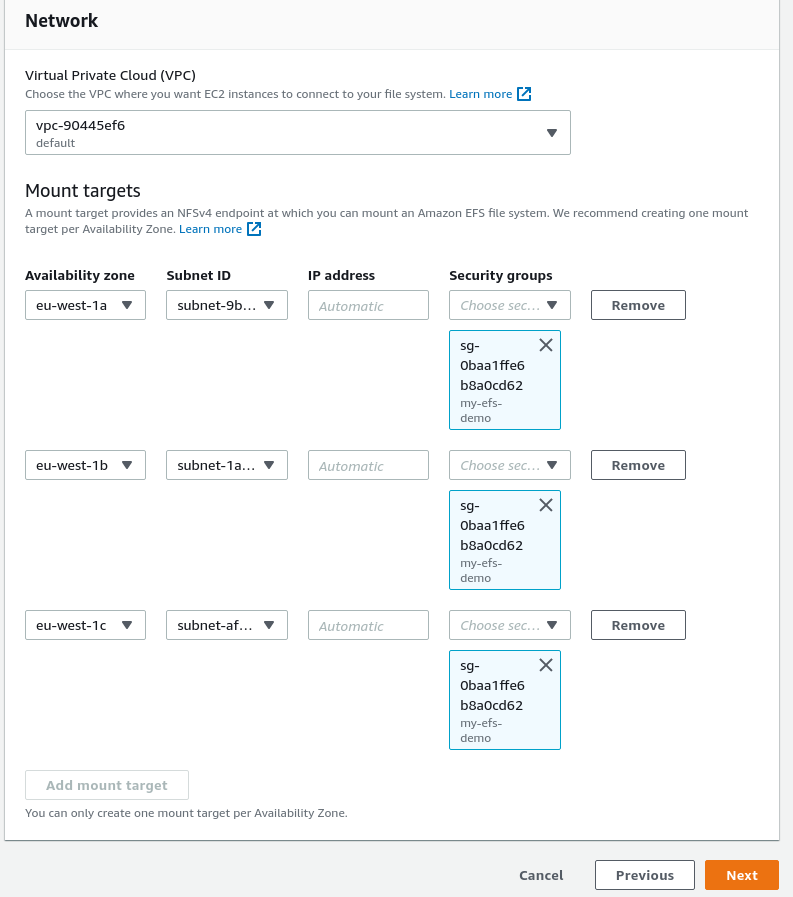 Network
Virtual Private Cloud (VPC)
Choose the VPC where you want EC2 instances to connect to your file system. Learn more
vpc-90445ef6
default
Mount targets
A mount target provides an NFSv4 endpoint at which you can mount an Amazon EFS file system. We recommend creating one mount
target per Availability Zone. Learn more
Availability zone Subnet ID IP address Security groups
eu-west-1a subnet-9b... Automatic Choose sec... Remove
sg-
0baa1ffe6
b8a0cd62
my-efs-
demo
eu-west-1b subnet-1a... Automatic Choose sec... Remove
sg-
0baa1ffe6
b8a0cd62
my-efs-
demo
eu-west-1c subnet-af... Automatic Choose sec... Remove
sg-
0baa1ffe6
b8a0cd62
my-efs-
demo
Add mount target
You can only create one mount target per Availability Zone.
Cancel Previous Next